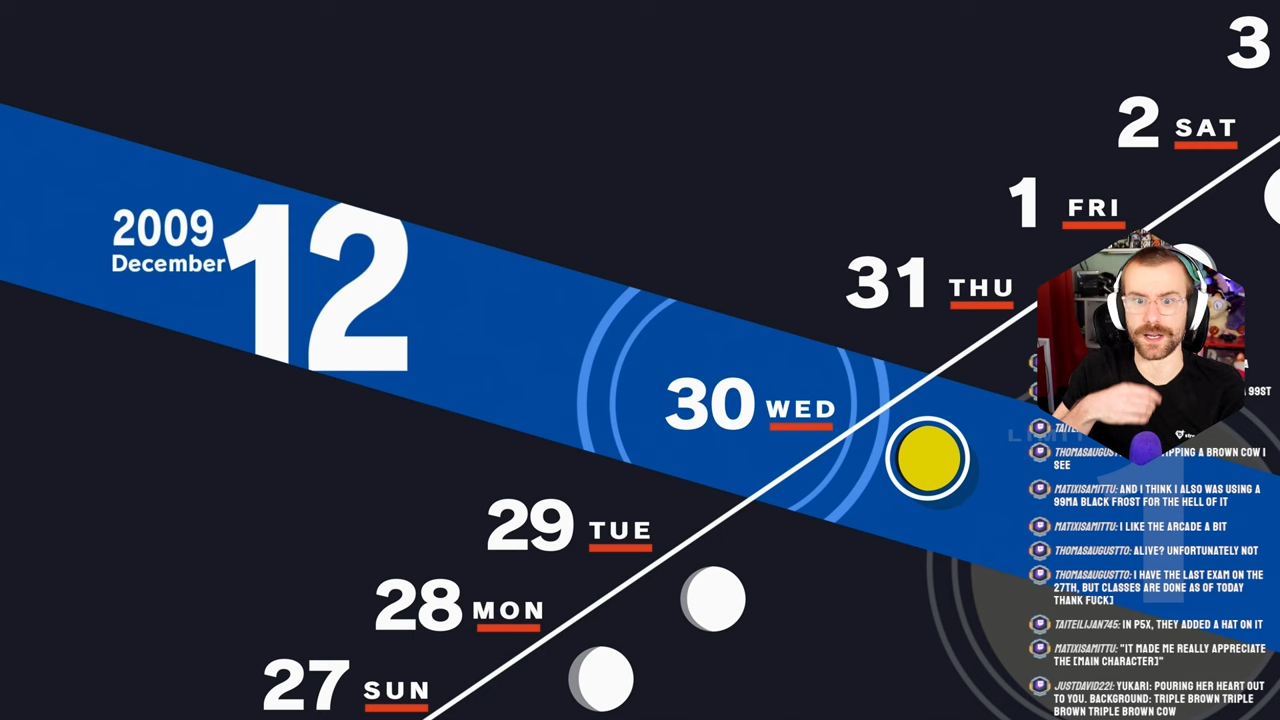 3
2 SAT
1 FRI
31 THU
30 WED
29 TUE
28 MON
27 SUN
2009
December
12
99ST
IPPING A BROWN COW I
SEE
MATIXISAMITTU: AND I THINK I ALSO WAS USING A
99MA BLACK FROST FOR THE HELL OF IT
MATIXISAMITTU: I LIKE THE ARCADE A BIT
THOMASAUGUSTTO: ALIVE? UNFORTUNATELY NOT
THOMASAUGUSTTO: I HAVE THE LAST EXAM ON THE
27TH, BUT CLASSES ARE DONE AS OF TODAY
THANK FUCK]
TAITEILIJAN745: IN P5X, THEY ADDED A HAT ON IT
MATIXISAMITTU: "IT MADE ME REALLY APPRECIATE
THE [MAIN CHARACTER]"
JUSTDAVID221: YUKARI: POURING HER HEART OUT
TO YOU. BACKGROUND: TRIPLE BROWN TRIPLE
BROWN TRIPLE BROWN COW